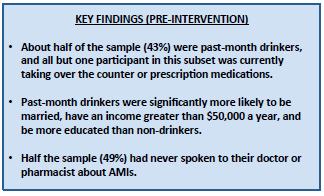 KEY FINDINGS (PRE-INTERVENTION)
• About half of the sample (43%) were past-month drinkers,
and all but one participant in this subset was currently
taking over the counter or prescription medications.
• Past-month drinkers were significantly more likely to be
married, have an income greater than $50,000 a year, and
be more educated than non-drinkers.
• Half the sample (49%) had never spoken to their doctor or
pharmacist about AMIs.